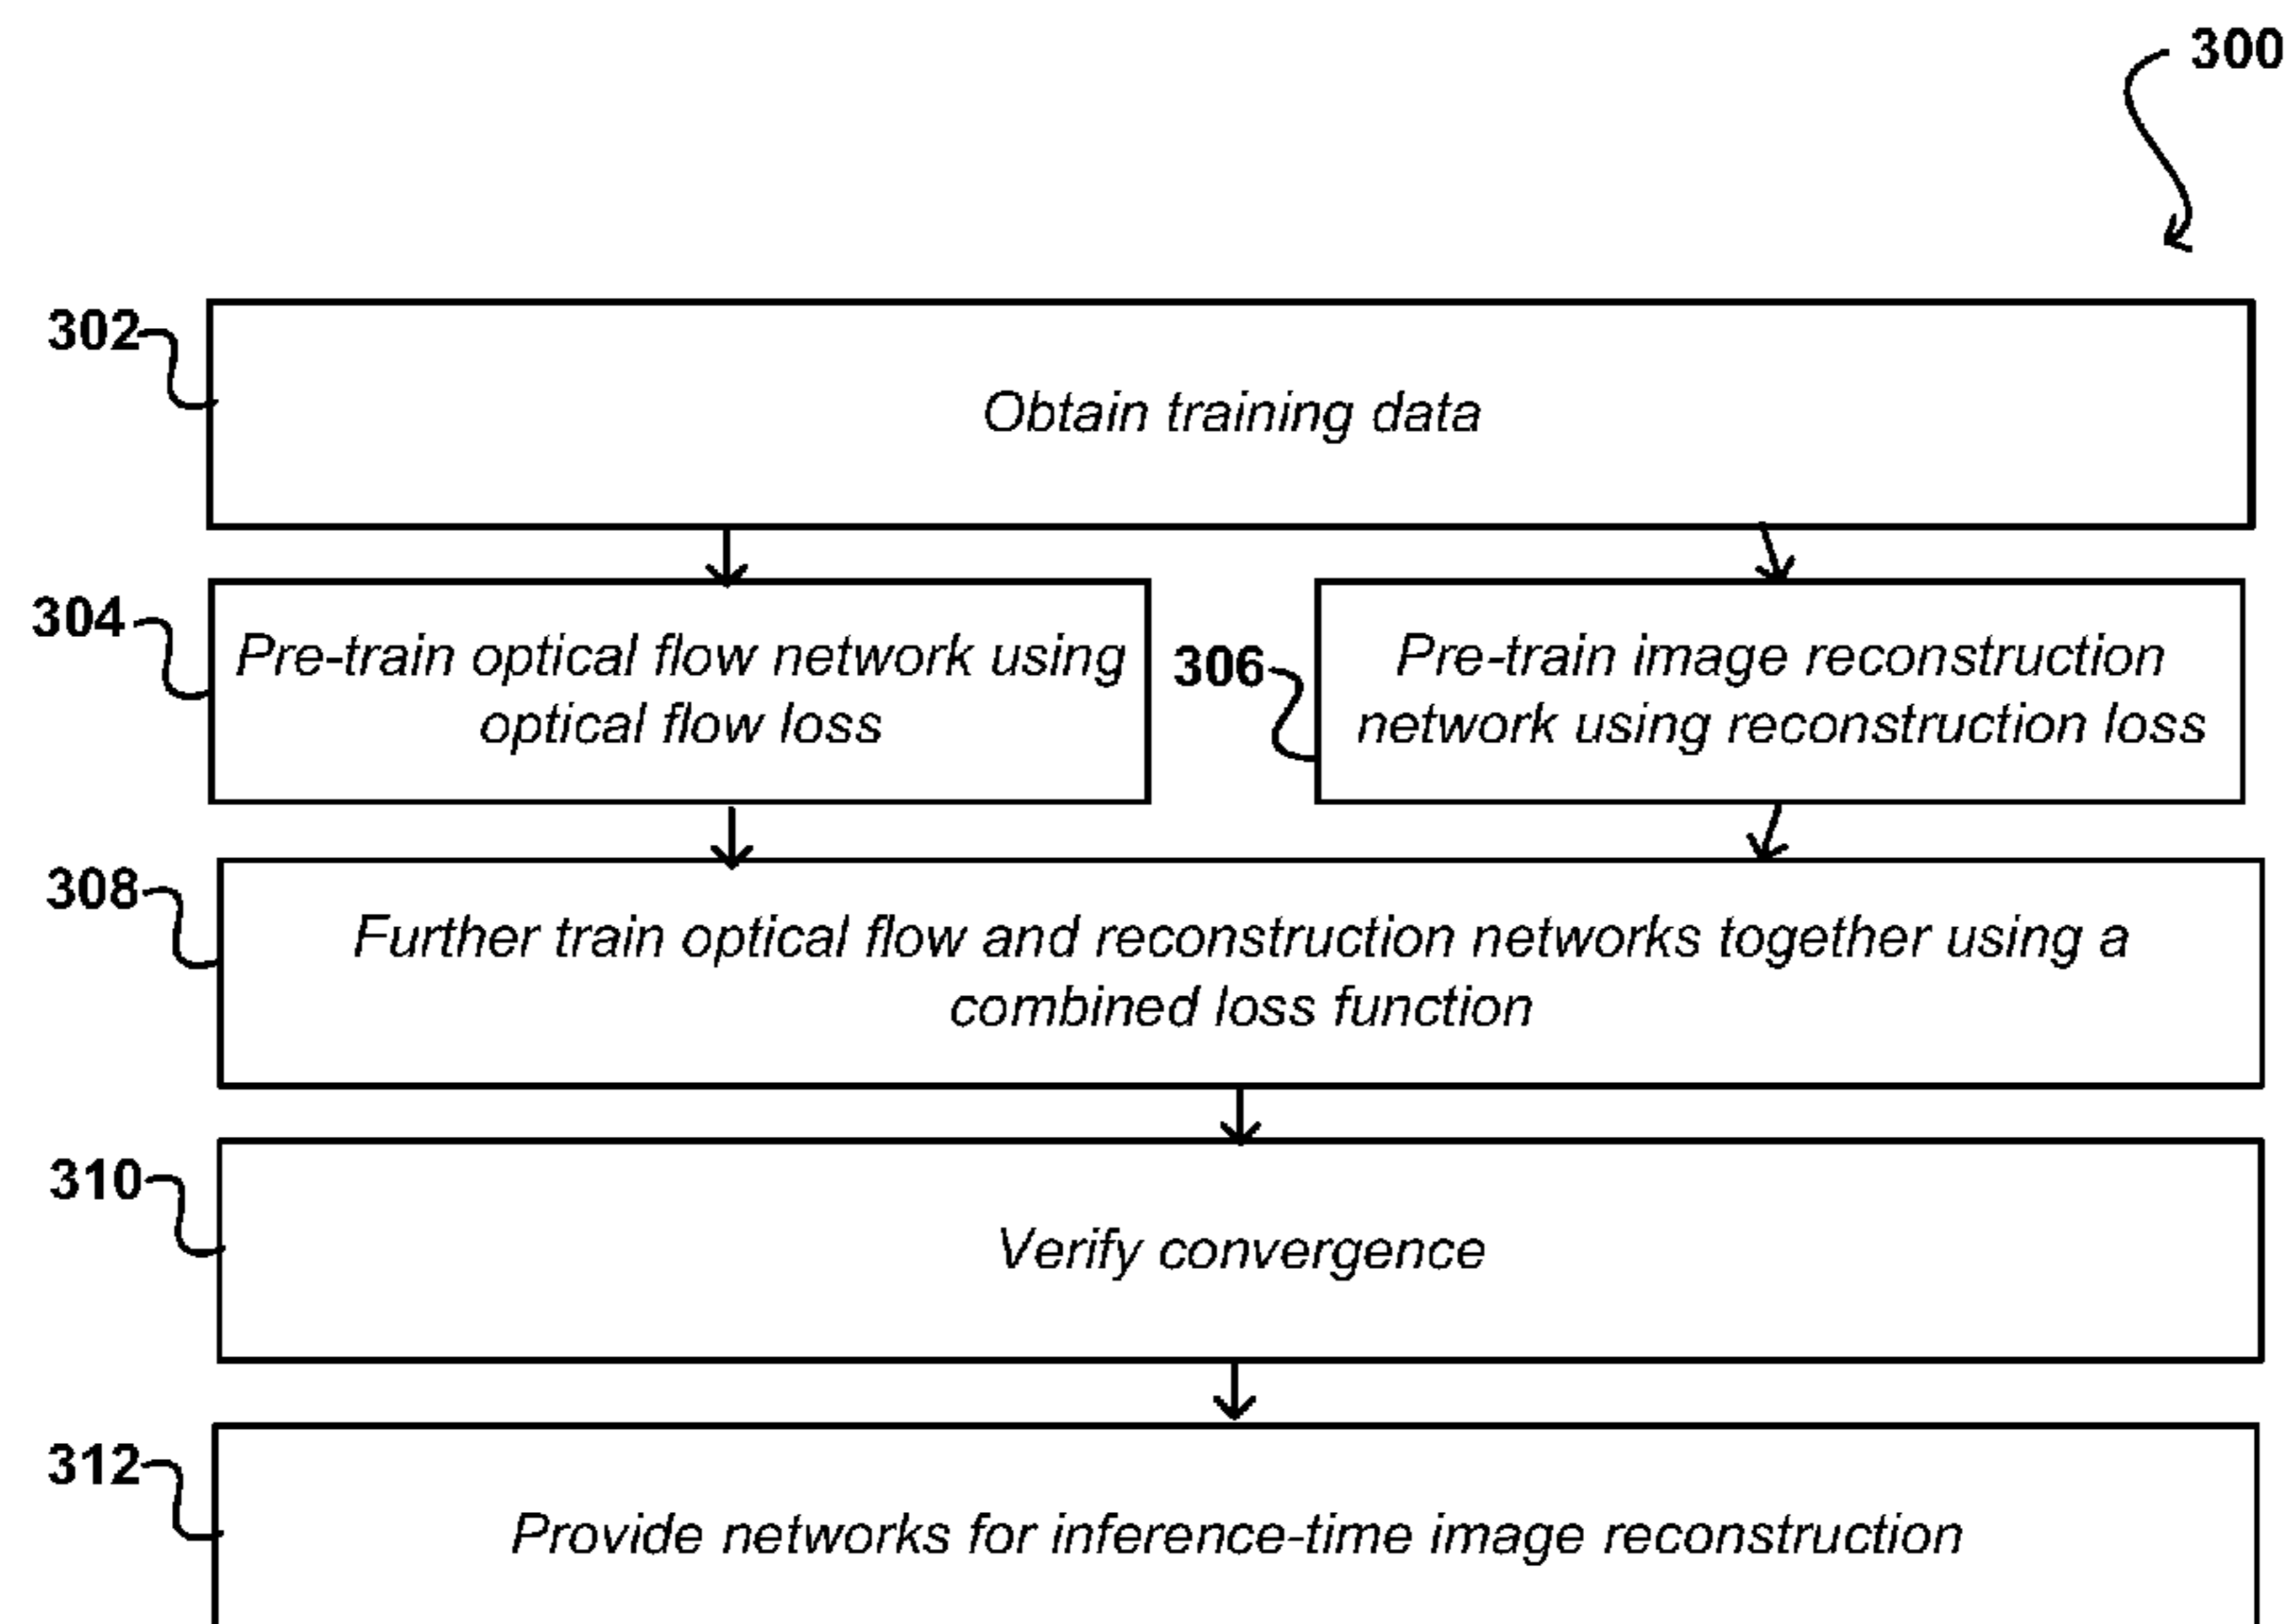 300
302
Obtain training data
304
Pre-train optical flow network using
optical flow loss
306
Pre-train image reconstruction
network using reconstruction loss
308
Further train optical flow and reconstruction networks together using a
combined loss function
310
Verify convergence
312
Provide networks for inference-time image reconstruction